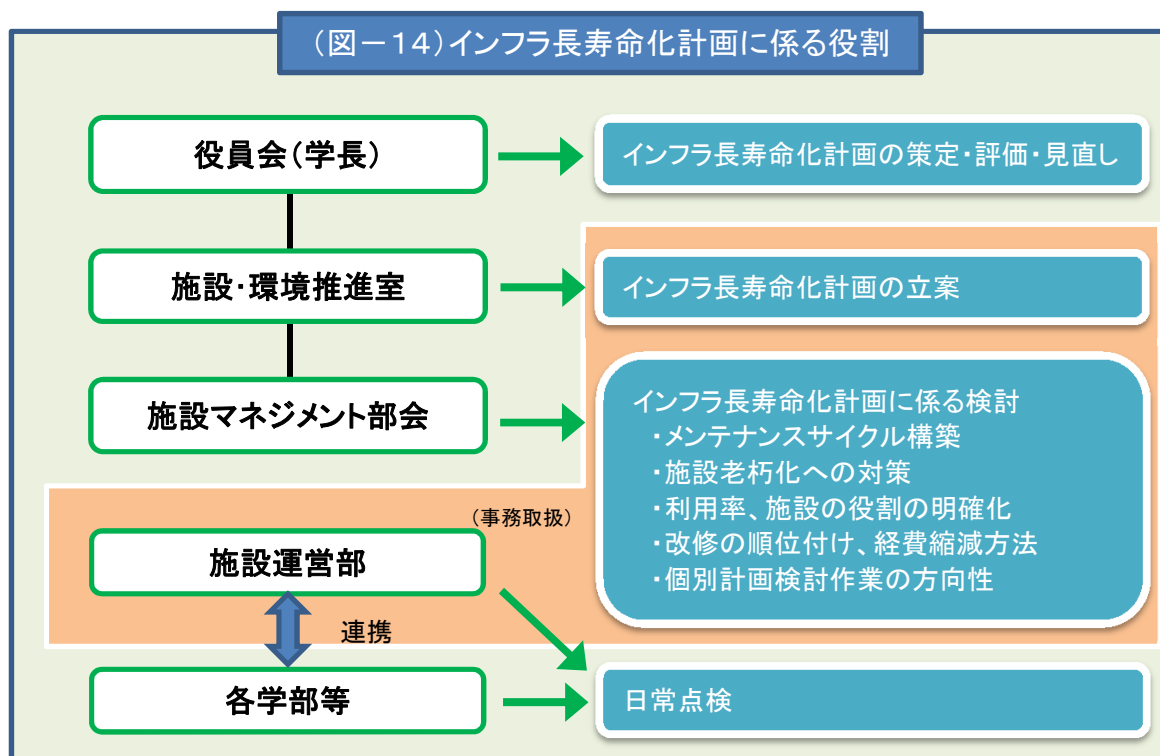 (図－14)インフラ長寿命化計画に係る役割
役員会(学長)
インフラ長寿命化計画の策定・評価・見直し
施設・環境推進室
インフラ長寿命化計画の立案
施設マネジメント部会
インフラ長寿命化計画に係る検討
・メンテナンスサイクル構築
・施設老朽化への対策
・利用率、施設の役割の明確化
・改修の順位付け、経費縮減方法
・個別計画検討作業の方向性
(事務取扱)
施設運営部
連携
各学部等
日常点検